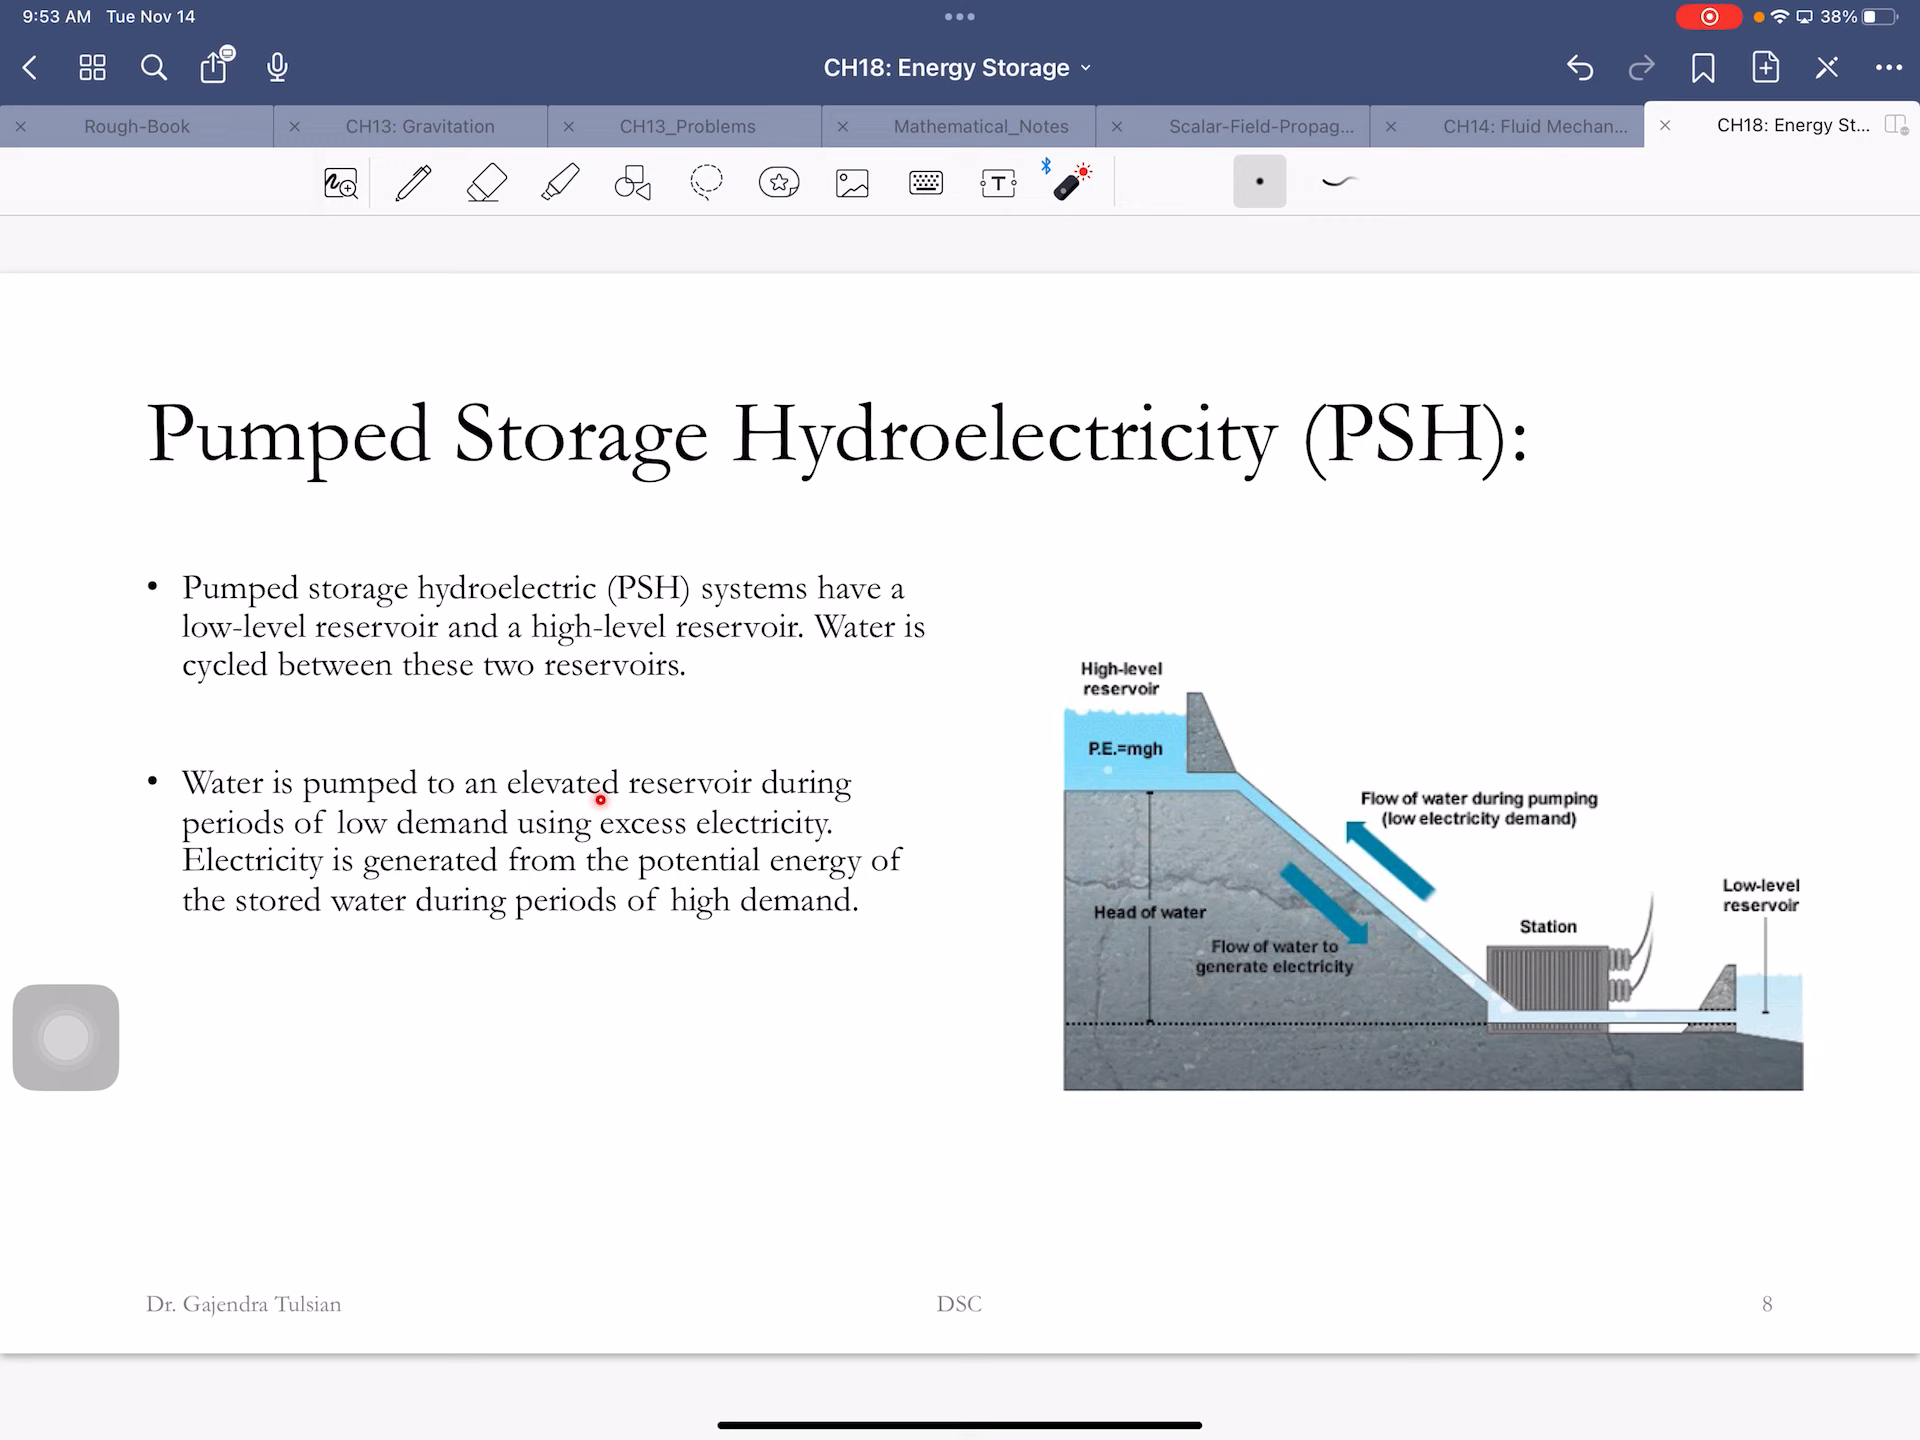 9:53 AM Tue Nov 14
38%
CH18: Energy Storage
Rough-Book
CH13: Gravitation
CH13_Problems
Mathematical_Notes
Scalar-Field-Propag...
CH14: Fluid Mechan...
CH18: Energy St...
T
Pumped Storage Hydroelectricity (PSH):
• Pumped storage hydroelectric (PSH) systems have a
low-level reservoir and a high-level reservoir. Water is
cycled between these two reservoirs.
• Water is pumped to an elevated reservoir during
periods of low demand using excess electricity.
Electricity is generated from the potential energy of
the stored water during periods of high demand.
High-level
reservoir
P.E.=mgh
Flow of water during pumping
(low electricity demand)
Head of water
Flow of water to
generate electricity
Station
Low-level
reservoir
Dr. Gajendra Tulsian
DSC
8